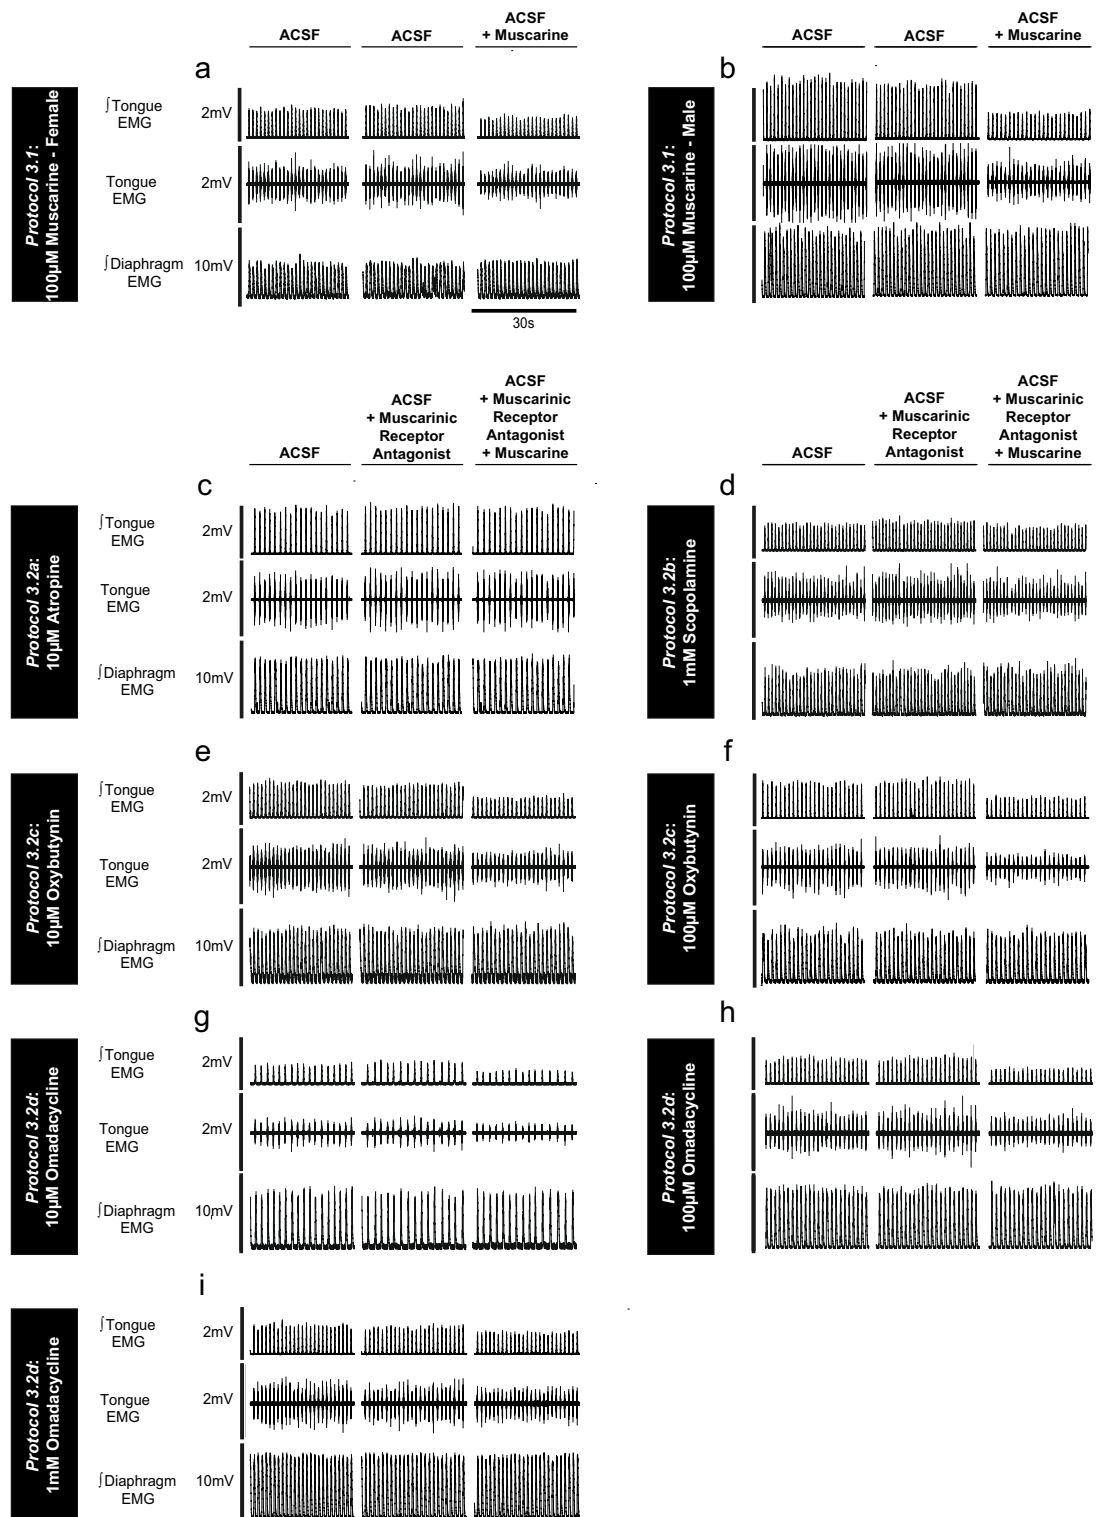 ACSF
ACSF
ACSF
+ Muscarine
ACSF
ACSF
ACSF
+ Muscarine
a
b
Protocol 3.1:
100µM Muscarine - Female
∫Tongue
EMG
2mV
Tongue
EMG
2mV
∫Diaphragm
EMG
10mV
30s
Protocol 3.1:
100µM Muscarine - Male
ACSF
ACSF
+ Muscarinic
Receptor
Antagonist
ACSF
+ Muscarinic
Receptor
Antagonist
+ Muscarine
ACSF
ACSF
+ Muscarinic
Receptor
Antagonist
ACSF
+ Muscarinic
Receptor
Antagonist
+ Muscarine
c
d
Protocol 3.2a:
10µM Atropine
∫Tongue
EMG
2mV
Tongue
EMG
2mV
∫Diaphragm
EMG
10mV
Protocol 3.2b:
1mM Scopolamine
e
f
Protocol 3.2c:
10µM Oxybutynin
∫Tongue
EMG
2mV
Tongue
EMG
2mV
∫Diaphragm
EMG
10mV
Protocol 3.2c:
100µM Oxybutynin
g
h
Protocol 3.2d:
10µM Omadacycline
∫Tongue
EMG
2mV
Tongue
EMG
2mV
∫Diaphragm
EMG
10mV
Protocol 3.2d:
100µM Omadacycline
i
Protocol 3.2d:
1mM Omadacycline
∫Tongue
EMG
2mV
Tongue
EMG
2mV
∫Diaphragm
EMG
10mV